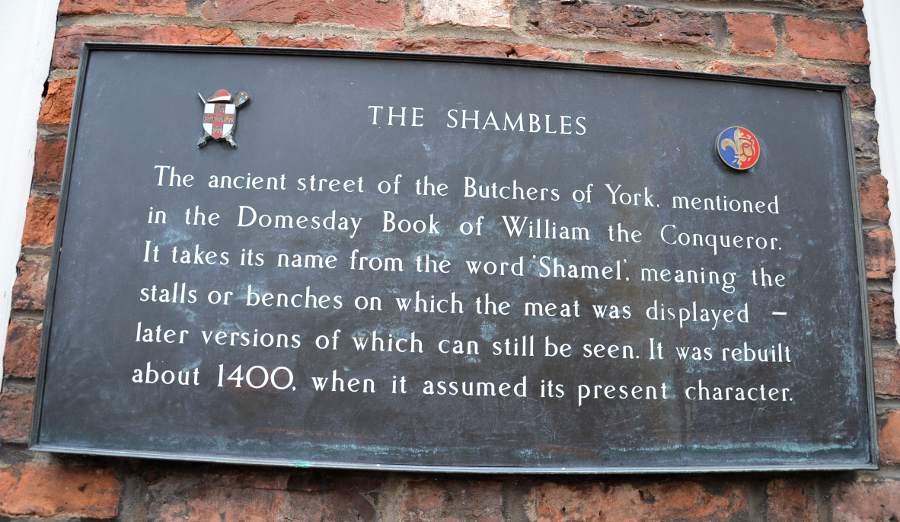 THE SHAMBLES
The ancient street of the Butchers of York, mentioned
in the Domesday Book of William the Conqueror.
It takes its name from the word 'Shamel', meaning the
stalls or benches on which the meat was displayed –
later versions of which can still be seen. It was rebuilt
about 1400, when it assumed its present character.